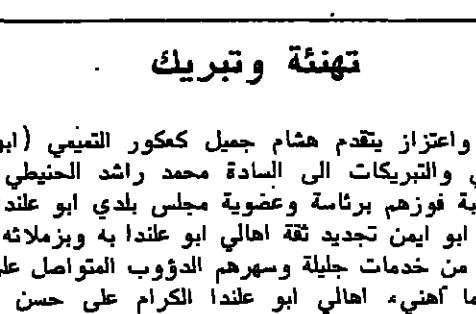 تهنئة وتبريك
واعتزاز يتقدم هشام جميل كعكور التميمي (ابو
والتبريكات الى السادة محمد راشد الحنيطي
فوزهم برئاسة وعضوية مجلس بلدي ابو علندا
ابو ايمن تجديد ثقة اهالي ابو علندا به وبزملائه
من خدمات جليلة وسهرهم الدؤوب المتواصل على
اهنيء اهالي ابو علندا الكرام على حسن